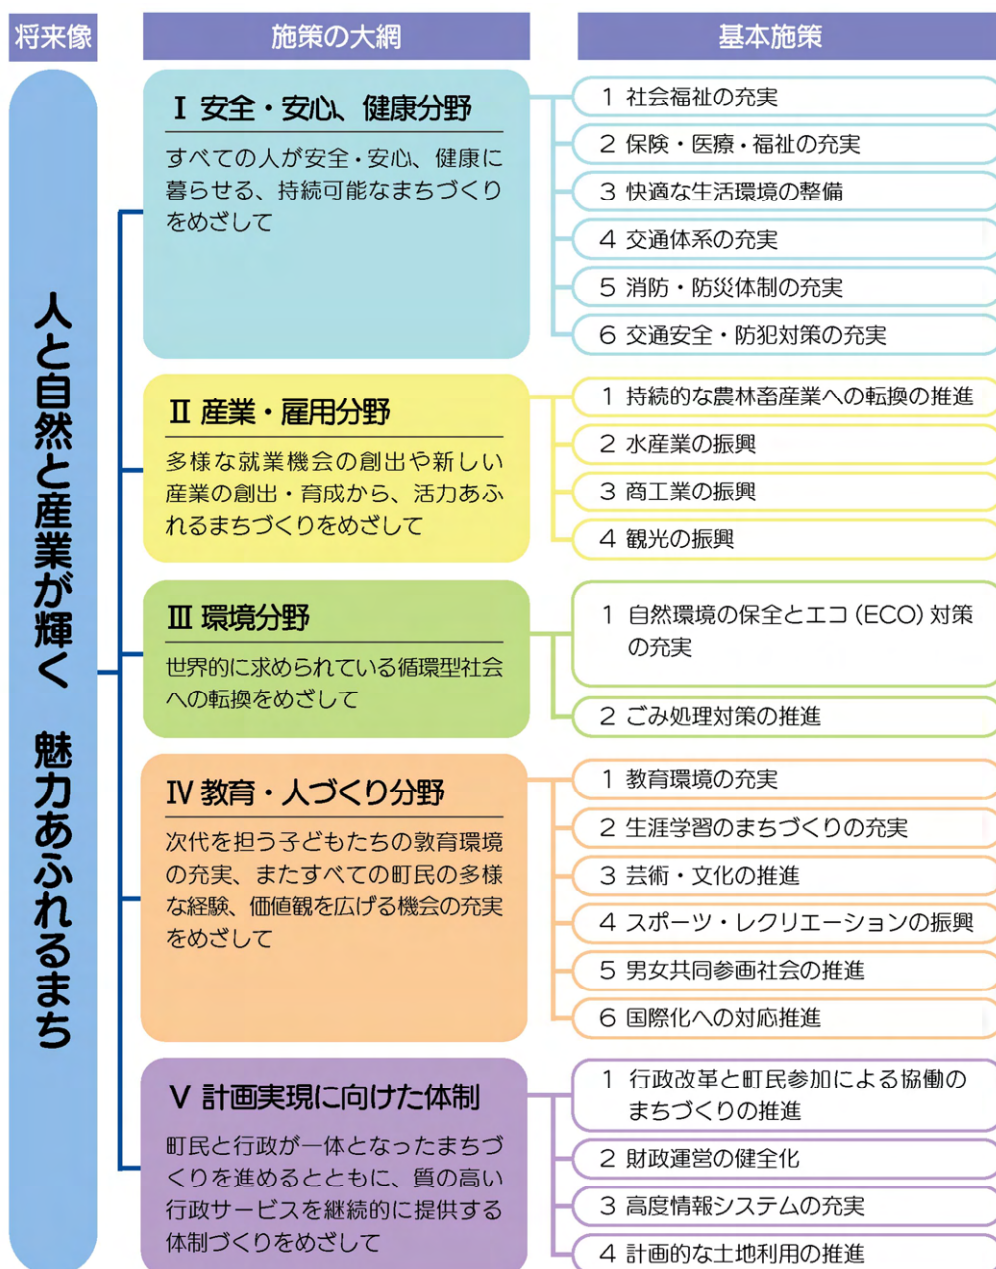 将来像
施策の大綱
基本施策
人と自然と産業が輝く　魅力あふれるまち
Ⅰ 安全・安心、健康分野
すべての人が安全・安心、健康に
暮らせる、持続可能なまちづくり
をめざして
1 社会福祉の充実
2 保険・医療・福祉の充実
3 快適な生活環境の整備
4 交通体系の充実
5 消防・防災体制の充実
6 交通安全・防犯対策の充実
Ⅱ 産業・雇用分野
多様な就業機会の創出や新しい
産業の創出・育成から、活力あふ
れるまちづくりをめざして
1 持続的な農林畜産業への転換の推進
2 水産業の振興
3 商工業の振興
4 観光の振興
Ⅲ 環境分野
世界的に求められている循環型社会
への転換をめざして
1 自然環境の保全とエコ(ECO)対策
の充実
2 ごみ処理対策の推進
Ⅳ 教育・人づくり分野
次代を担う子どもたちの教育環境
の充実、またすべての町民の多様
な経験、価値観を広げる機会の充実
をめざして
1 教育環境の充実
2 生涯学習のまちづくりの充実
3 芸術・文化の推進
4 スポーツ・レクリエーションの振興
5 男女共同参画社会の推進
6 国際化への対応推進
Ⅴ 計画実現に向けた体制
町民と行政が一体となったまちづ
くりを進めるとともに、質の高い
行政サービスを継続的に提供する
体制づくりをめざして
1 行政改革と町民参加による協働の
まちづくりの推進
2 財政運営の健全化
3 高度情報システムの充実
4 計画的な土地利用の推進